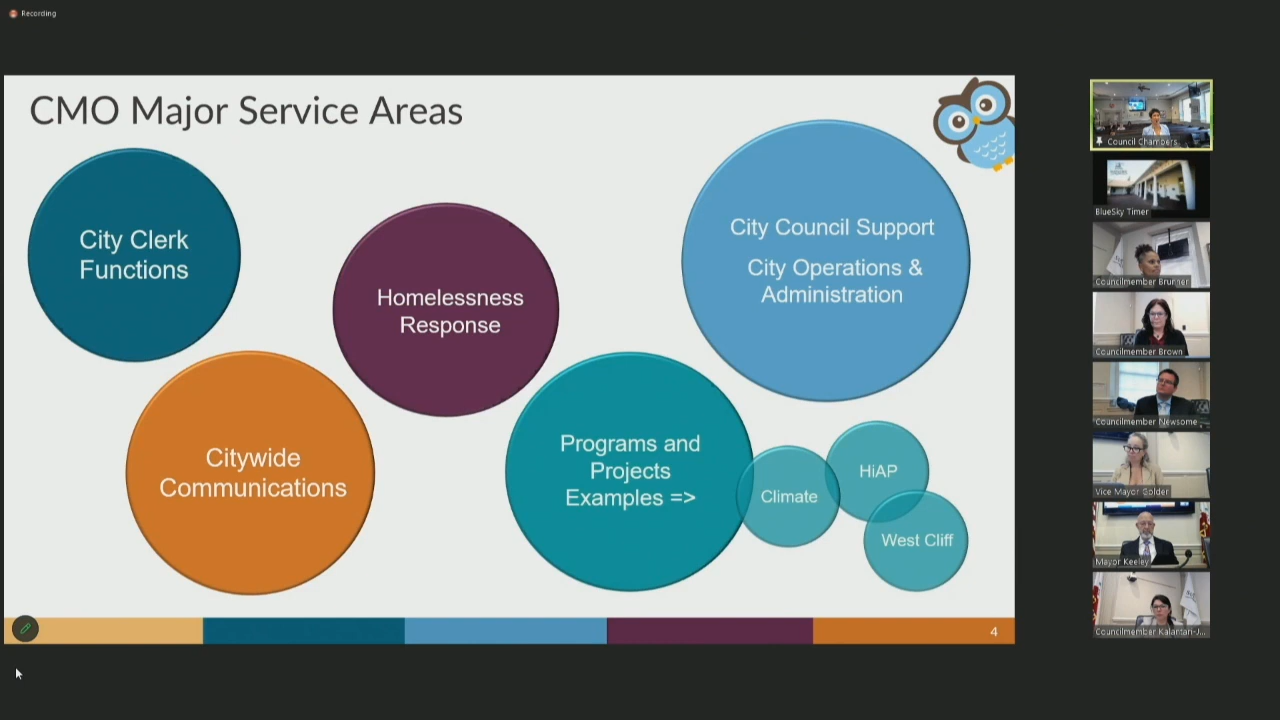 Recording
CMO Major Service Areas
City Clerk
Functions
Homelessness
Response
City Council Support
City Operations &
Administration
Citywide
Communications
Programs and
Projects
Examples =>
Climate
HiAP
West Cliff
4
Council Chambers
BlueSky Timer
Councilmember Brunner
Councilmember Brown
Councilmember Newsome
Vice Mayor Golder
Mayor Keeley
Councilmember Kalantari-J...